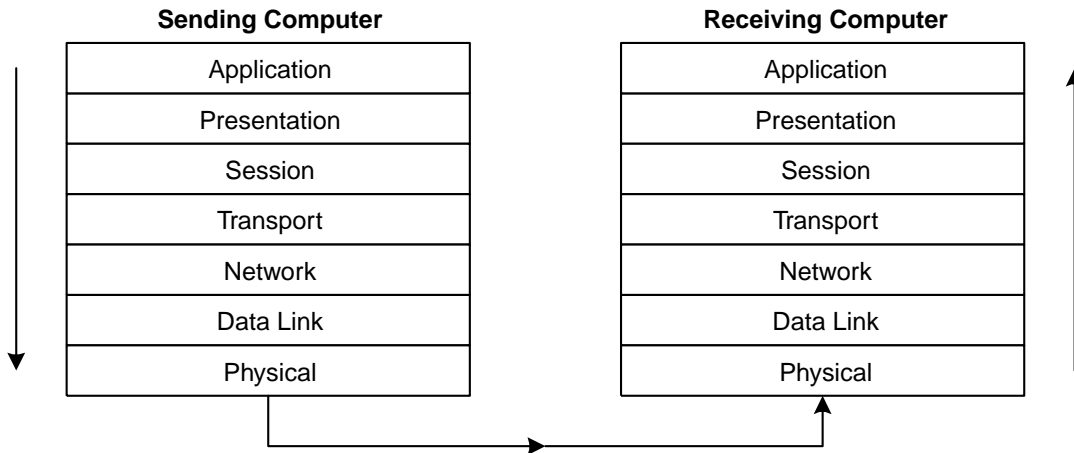 Sending Computer
Application
Presentation
Session
Transport
Network
Data Link
Physical
Receiving Computer
Application
Presentation
Session
Transport
Network
Data Link
Physical